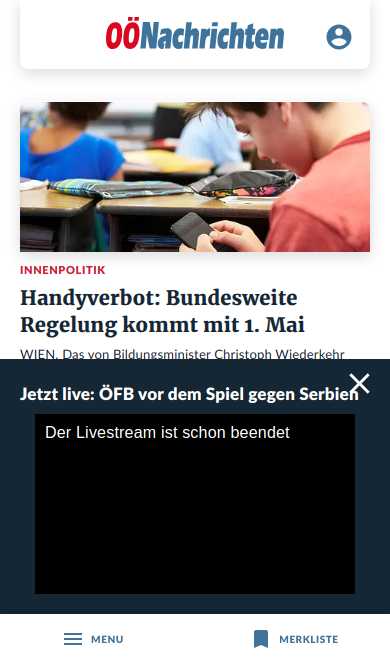 OÖNachrichten
INNENPOLITIK
Handyverbot: Bundesweite
Regelung kommt mit 1. Mai
WIEN. Das von Bildungsminister Christoph Wiederkehr
Jetzt live: ÖFB vor dem Spiel gegen Serbien
Der Livestream ist schon beendet
MENU
MERKLISTE